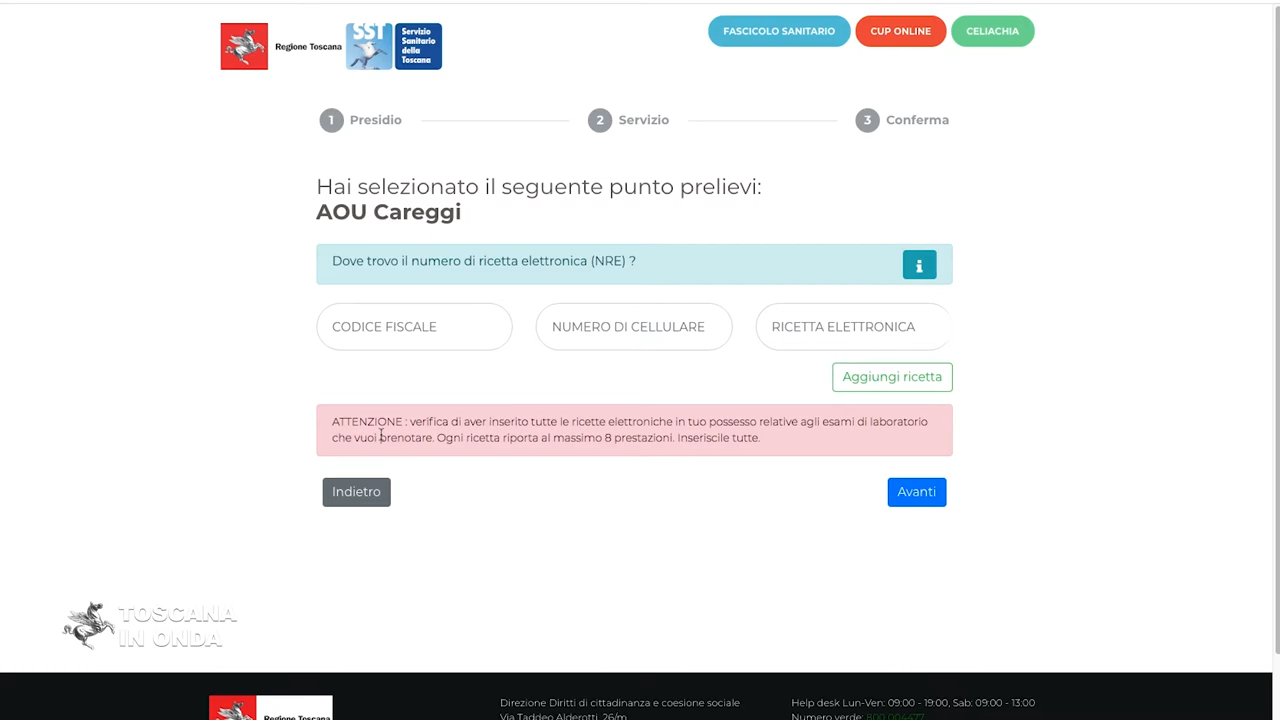 Regione Toscana
SST
Servizio
Sanitario
della
Toscana
FASCICOLO SANITARIO
CUP ONLINE
CELIACHIA
1 Presidio
2 Servizio
3 Conferma
Hai selezionato il seguente punto prelievi:
AOU Careggi
Dove trovo il numero di ricetta elettronica (NRE) ?
i
CODICE FISCALE
NUMERO DI CELLULARE
RICETTA ELETTRONICA
Aggiungi ricetta
ATTENZIONE : verifica di aver inserito tutte le ricette elettroniche in tuo possesso relative agli esami di laboratorio
che vuoi prenotare. Ogni ricetta riporta al massimo 8 prestazioni. Inseriscile tutte.
Indietro
Avanti
TOSCANA
IN ONDA
Regione Toscana
Direzione Diritti di cittadinanza e coesione sociale
Via Taddeo Alderotti, 26/m
Help desk Lun-Ven: 09:00 - 19:00, Sab: 09:00 - 13:00
Numero verde: 800 004477